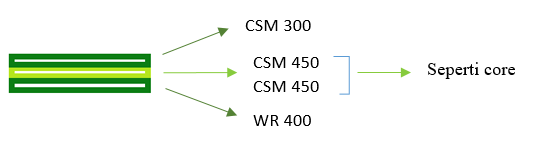 CSM 300
CSM 450
CSM 450
Seperti core
WR 400